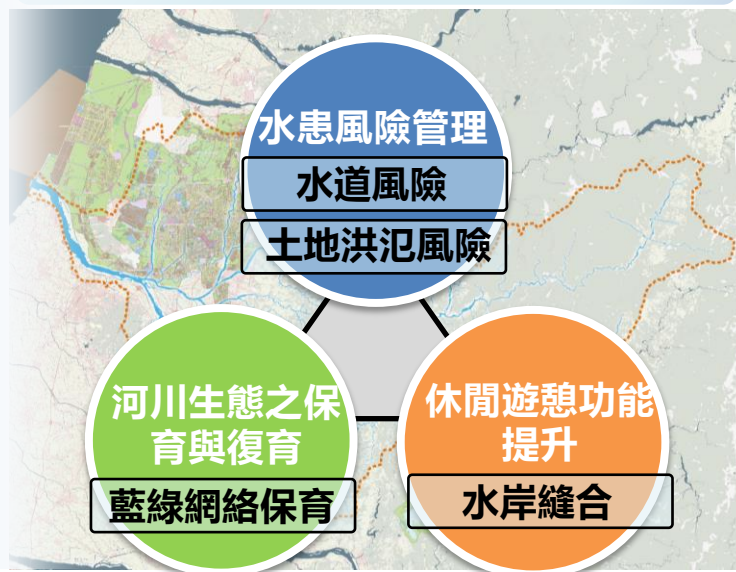 水患風險管理
水道風險
土地洪氾風險
河川生態之保
育與復育
藍綠網絡保育
休閒遊憩功能
提升
水岸縫合